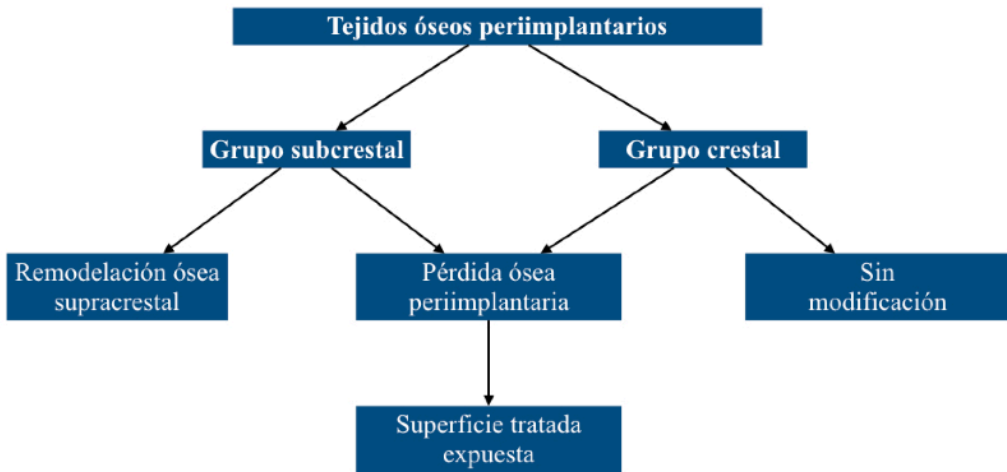 Tejidos óseos periimplantarios
Grupo subcrestal
Grupo crestal
Remodelación ósea
supracrestal
Pérdida ósea
periimplantaria
Sin
modificación
Superficie tratada
expuesta